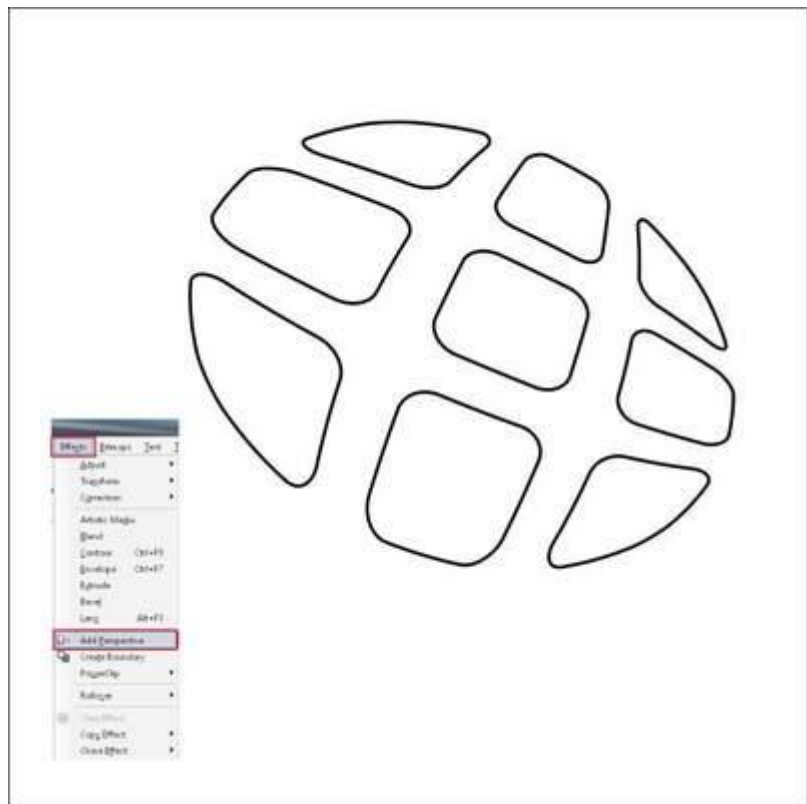 Effects Bitmaps Text T
Adjust
Transform
Correction
Artistic Media
Blend
Contour Ctrl+F9
Envelope Ctrl+F7
Extrude
Bevel
Lens Alt+F3
Add Perspective
Create Boundary
PowerClip
Rollover
Clear Effect
Copy Effect
Clone Effect